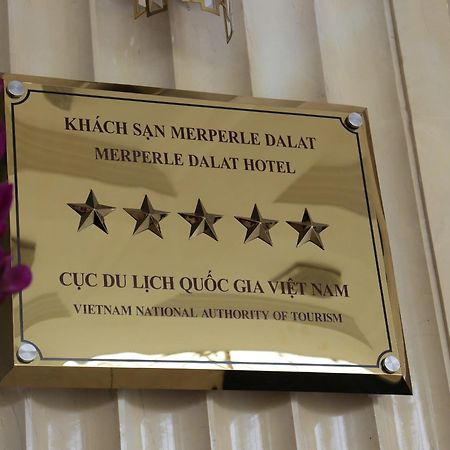 KHÁCH SẠN MERPERLE DALAT
MERPERLE DALAT HOTEL
CỤC DU LỊCH QUỐC GIA VIỆT NAM
VIETNAM NATIONAL AUTHORITY OF TOURISM